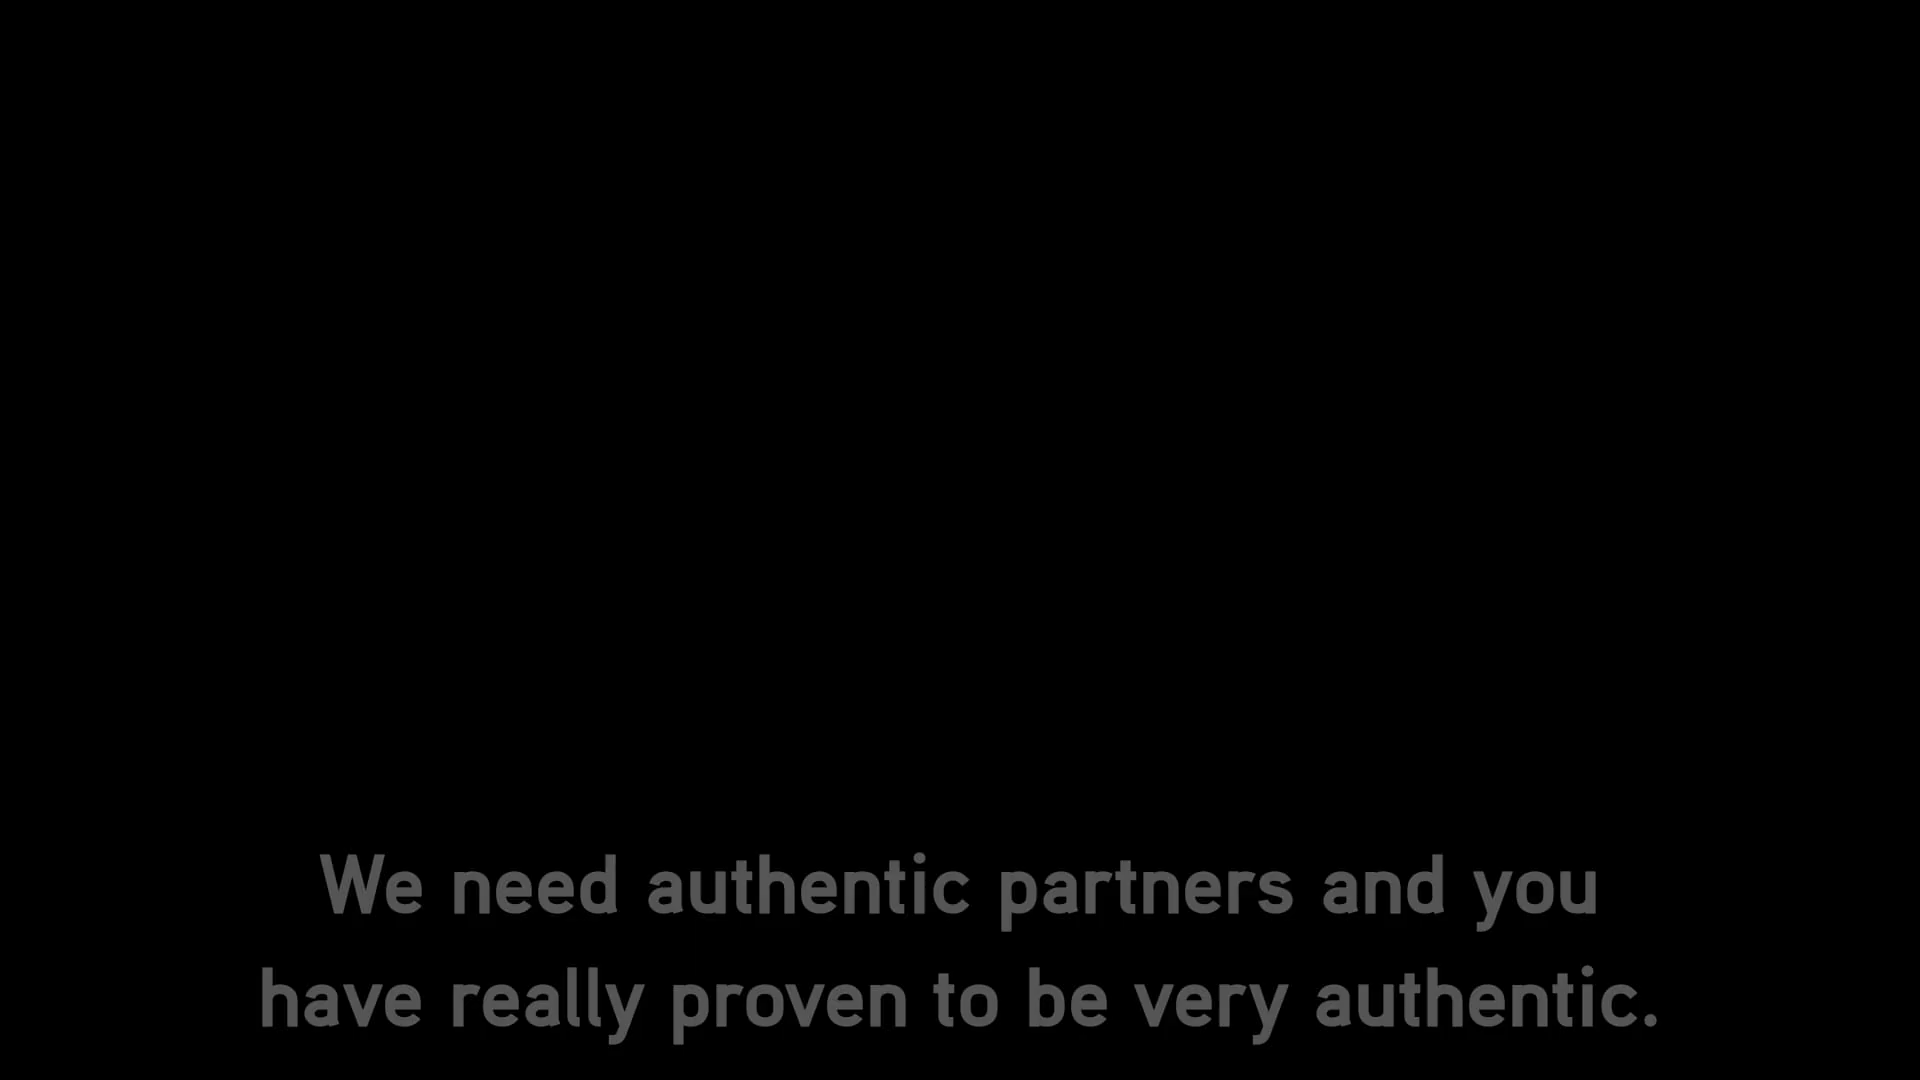 We need authentic partners and you
have really proven to be very authentic.